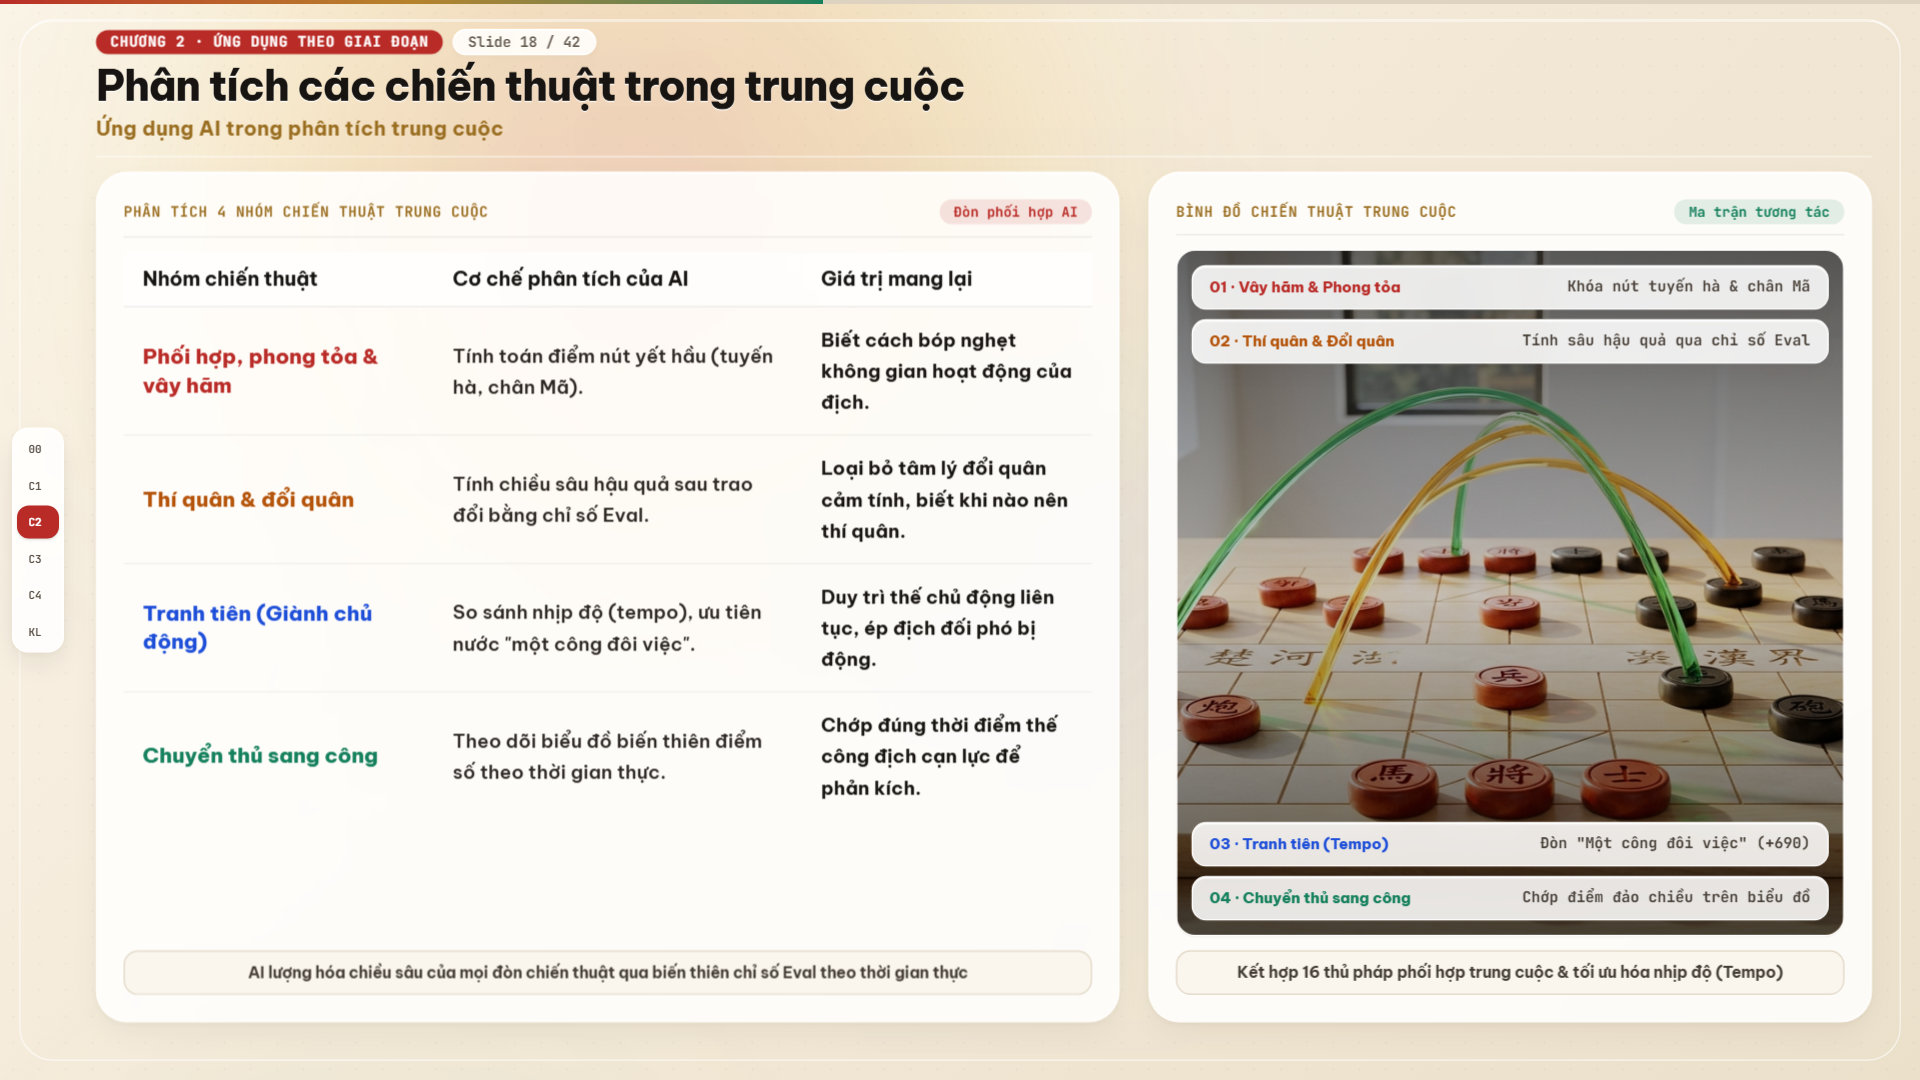 CHƯƠNG 2 · ỨNG DỤNG THEO GIAI ĐOẠN
Slide 18 / 42
Phân tích các chiến thuật trong trung cuộc
Ứng dụng AI trong phân tích trung cuộc
00
C1
C2
C3
C4
KL
PHÂN TÍCH 4 NHÓM CHIẾN THUẬT TRUNG CUỘC
Đòn phối hợp AI
Nhóm chiến thuật
Cơ chế phân tích của AI
Giá trị mang lại
Phối hợp, phong tỏa &
vây hãm
Tính toán điểm nút yết hầu (tuyến
hà, chân Mã).
Biết cách bóp nghẹt
không gian hoạt động của
địch.
Thí quân & đổi quân
Tính chiều sâu hậu quả sau trao
đổi bằng chỉ số Eval.
Loại bỏ tâm lý đổi quân
cảm tính, biết khi nào nên
thí quân.
Tranh tiên (Giành chủ
động)
So sánh nhịp độ (tempo), ưu tiên
nước "một công đôi việc".
Duy trì thế chủ động liên
tục, ép địch đối phó bị
động.
Chuyển thủ sang công
Theo dõi biểu đồ biến thiên điểm
số theo thời gian thực.
Chớp đúng thời điểm thế
công địch cạn lực để
phản kích.
AI lượng hóa chiều sâu của mọi đòn chiến thuật qua biến thiên chỉ số Eval theo thời gian thực
BÌNH ĐỒ CHIẾN THUẬT TRUNG CUỘC
Ma trận tương tác
01 · Vây hãm & Phong tỏa
Khóa nút tuyến hà & chân Mã
02 · Thí quân & Đổi quân
Tính sâu hậu quả qua chỉ số Eval
將
楚河
漢界
兵
炮
砲
馬
將
士
03 · Tranh tiên (Tempo)
Đòn "Một công đôi việc" (+690)
04 · Chuyển thủ sang công
Chớp điểm đảo chiều trên biểu đồ
Kết hợp 16 thủ pháp phối hợp trung cuộc & tối ưu hóa nhịp độ (Tempo)